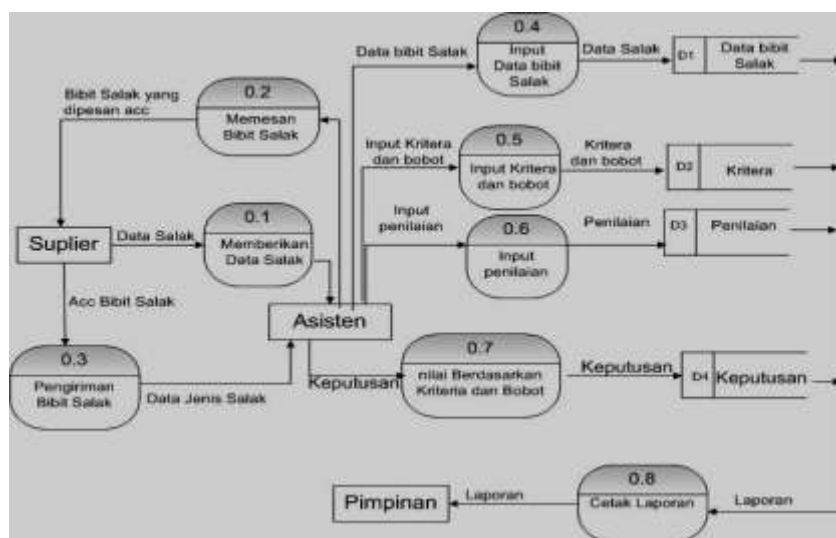 0.4
Data bibit Salak
Input
Data bibit
Salak
Data Salak
D1
Data bibit
Salak
Bibit Salak yang
dipesan acc
0.2
Memesan
Bibit Salak
Input Kritera
dan bobot
0.5
Input Kritera
dan bobot
Kritera
dan bobot
D2
Kritera
Suplier
Data Salak
0.1
Memberikan
Data Salak
Input
penilaian
0.6
Input
penilaian
Penilaian
D3
Penilaian
Acc Bibit Salak
Asisten
0.3
Pengiriman
Bibit Salak
Data Jenis Salak
Keputusan
0.7
nilai Berdasarkan
Kriteria dan Bobot
Keputusan
D4
Keputusan
Pimpinan
Laporan
0.8
Cetak Laporan
Laporan